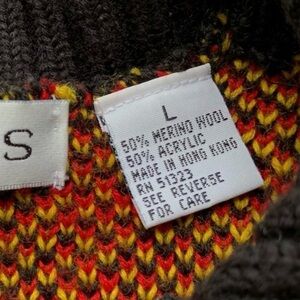 S
L
50% MERINO WOOL
50% ACRYLIC
MADE IN HONG KONG
RN 51323
SEE REVERSE
FOR CARE